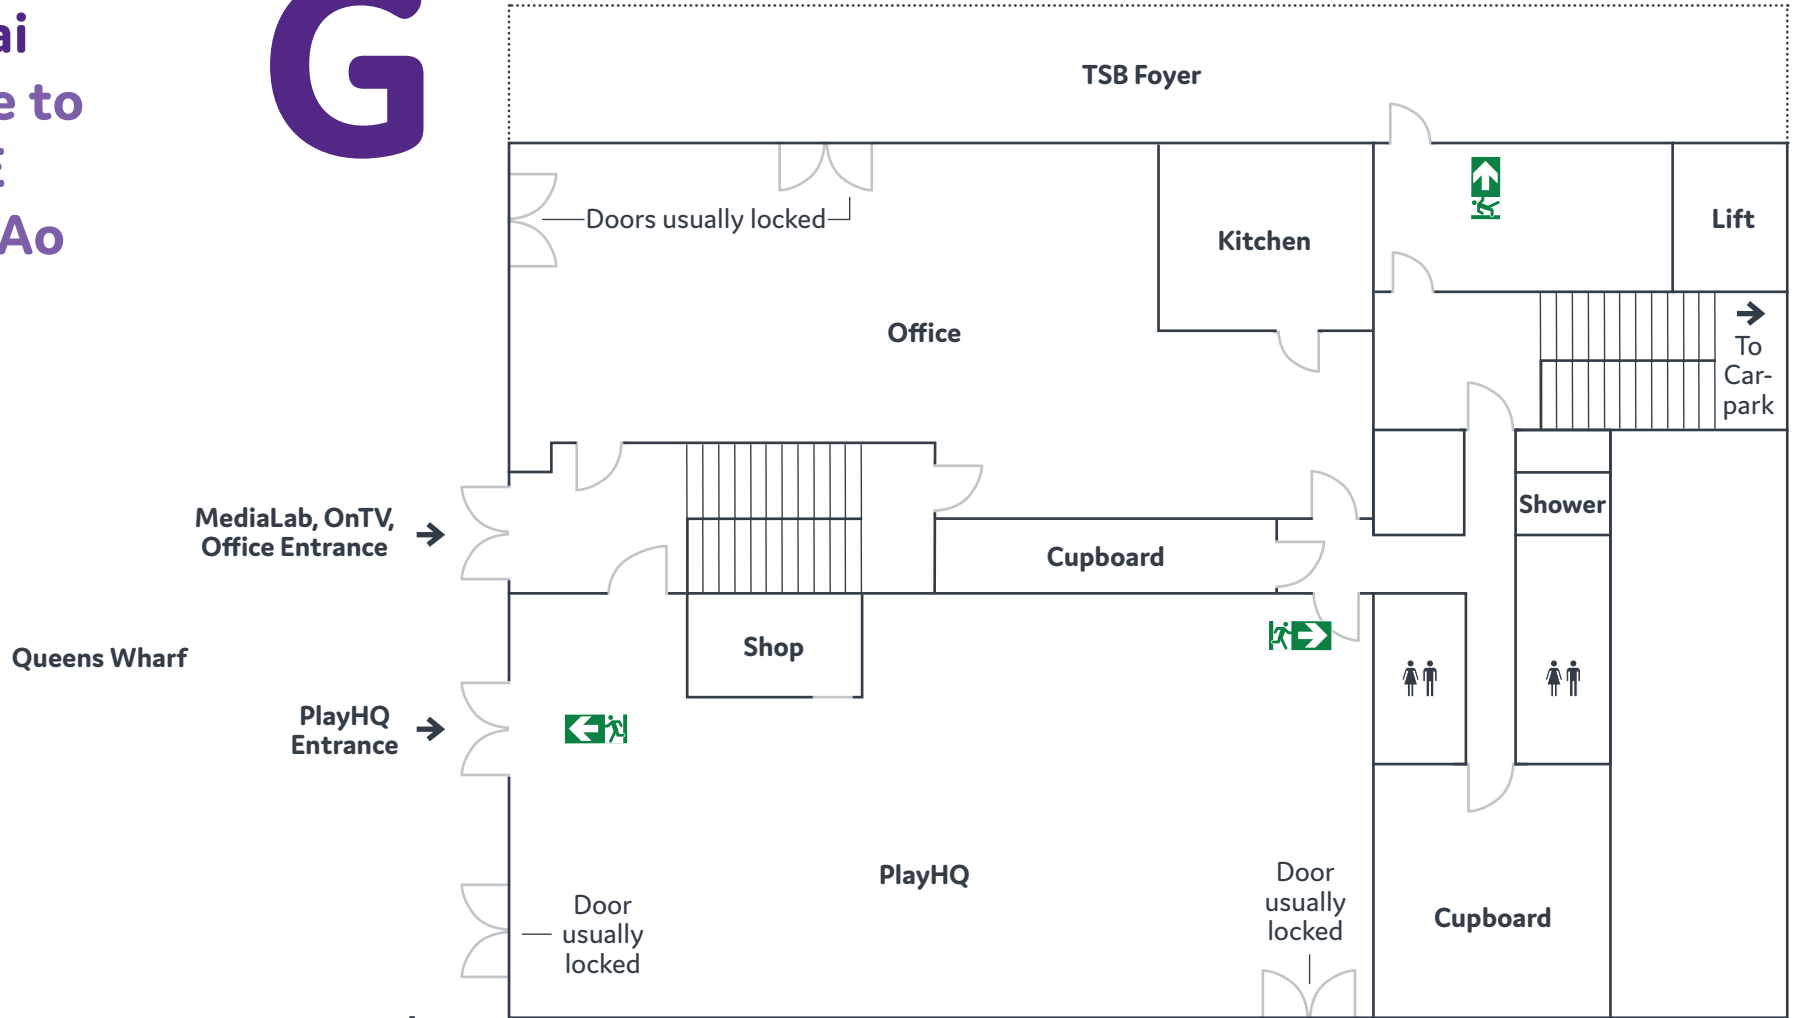 ai
e to
Ao
G
TSB Foyer
Doors usually locked
Kitchen
Lift
Office
To
Car-
park
MediaLab, OnTV,
Office Entrance
Shower
Cupboard
Queens Wharf
Shop
PlayHQ
Entrance
PlayHQ
Door
usually
locked
Door
usually
locked
Cupboard